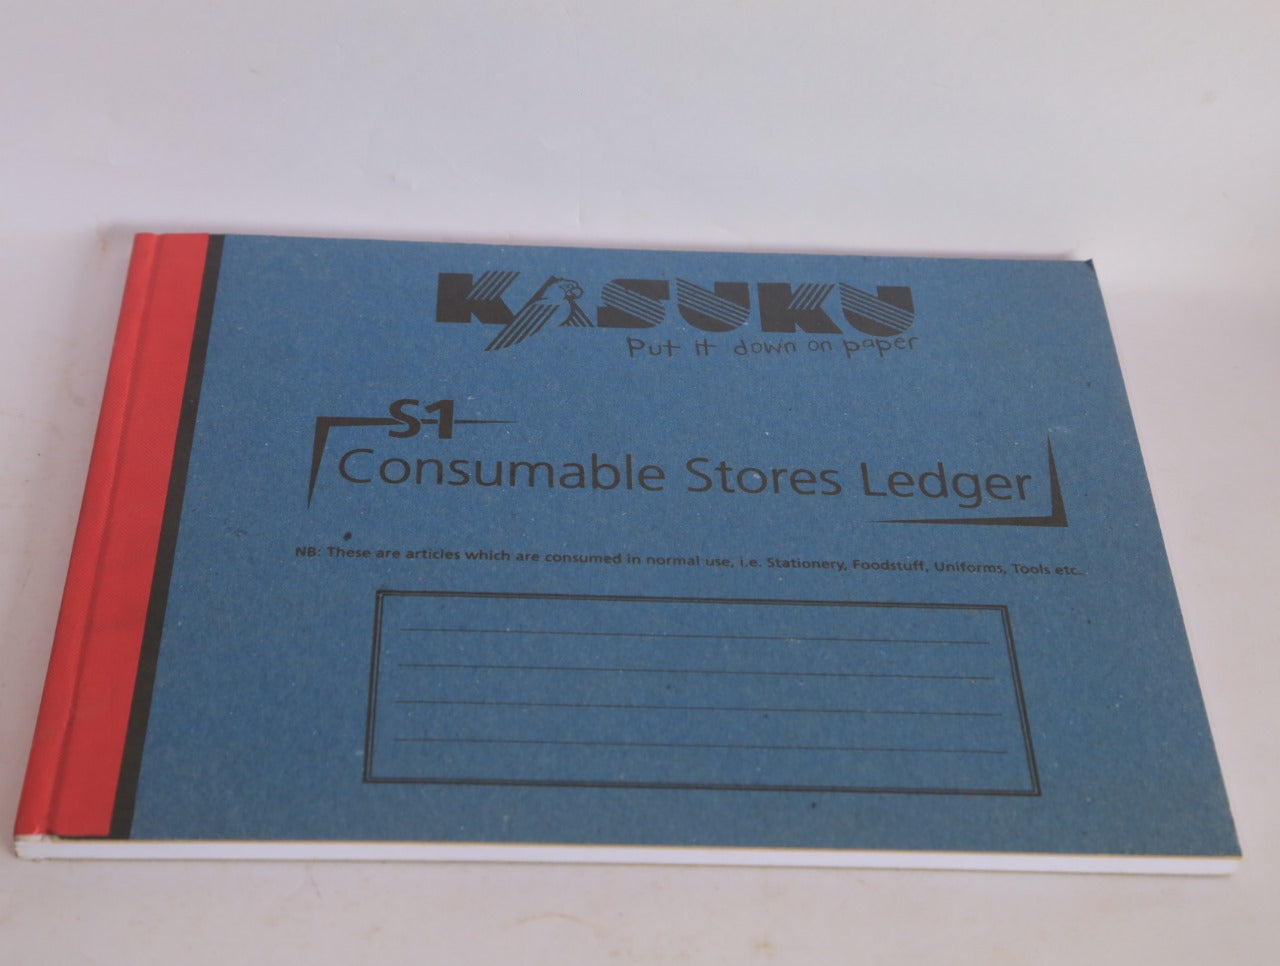 KASUKU
Put it down on paper
S-1
Consumable Stores Ledger
NB: These are articles which are consumed in normal use, i.e. Stationery, Foodstuff, Uniforms, Tools etc..